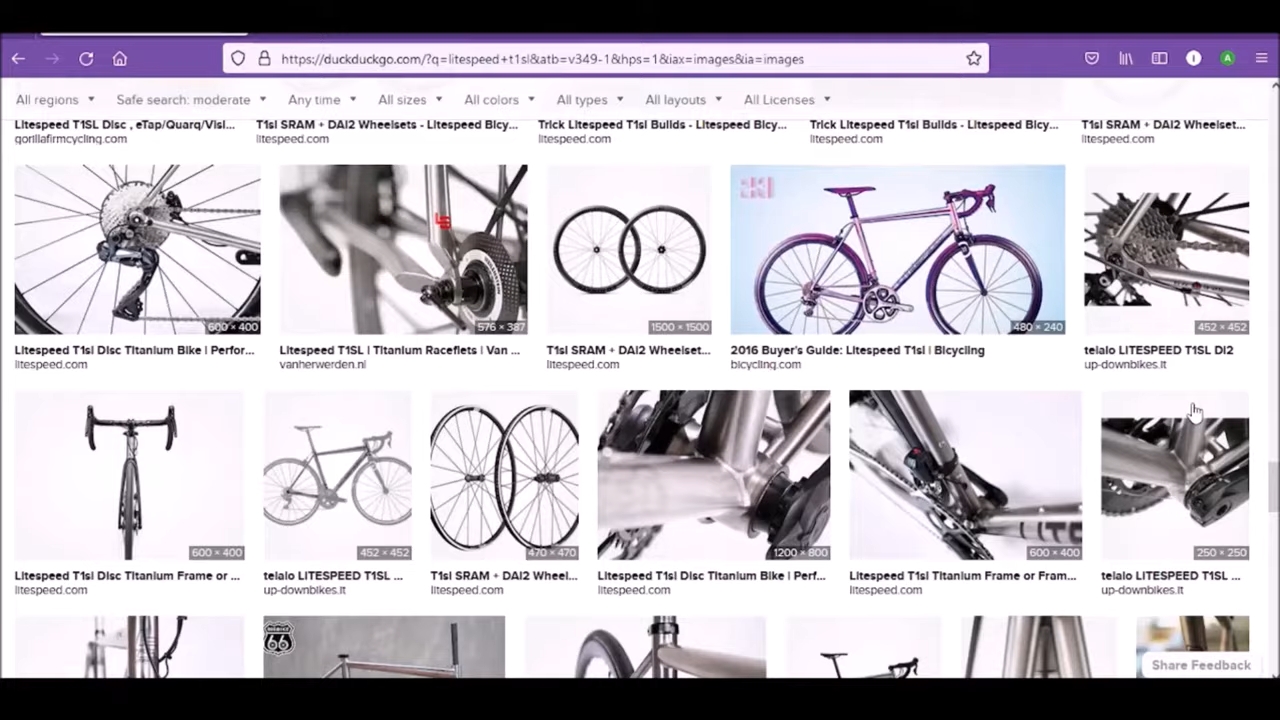 https://duckduckgo.com/?q=litespeed+t1sl&atb=v349-1&hps=1&iax=images&ia=images
All regions Safe search: moderate Any time All sizes All colors All types All layouts All Licenses
Litespeed T1SL Disc , eTap/Quarq/Visi... T1sl SRAM + DAI2 Wheelsets - Litespeed Bicy... Trick Litespeed T1sl Builds - Litespeed Bicy... Trick Litespeed T1sl Builds - Litespeed Bicy... T1sl SRAM + DAI2 Wheelset...
gorillafirmcycling.com litespeed.com litespeed.com litespeed.com litespeed.com
600 × 400 576 × 387 1500 × 1500 480 × 240 452 × 452
Litespeed T1sl Disc Titanium Bike | Perfor... Litespeed T1SL | Titanium Racefiets | Van ... T1sl SRAM + DAI2 Wheelset... 2016 Buyer's Guide: Litespeed T1sl | Bicycling telaio LITESPEED T1SL DI2
litespeed.com vanherwerden.nl litespeed.com bicycling.com up-downbikes.it
LITE
600 × 400 452 × 452 470 × 470 1200 × 800 600 × 400 250 × 250
Litespeed T1sl Disc Titanium Frame or ... telaio LITESPEED T1SL ... T1sl SRAM + DAI2 Wheel... Litespeed T1sl Disc Titanium Bike | Perf... Litespeed T1sl Titanium Frame or Fram... telaio LITESPEED T1SL ...
litespeed.com up-downbikes.it litespeed.com litespeed.com litespeed.com up-downbikes.it
66
Share Feedback